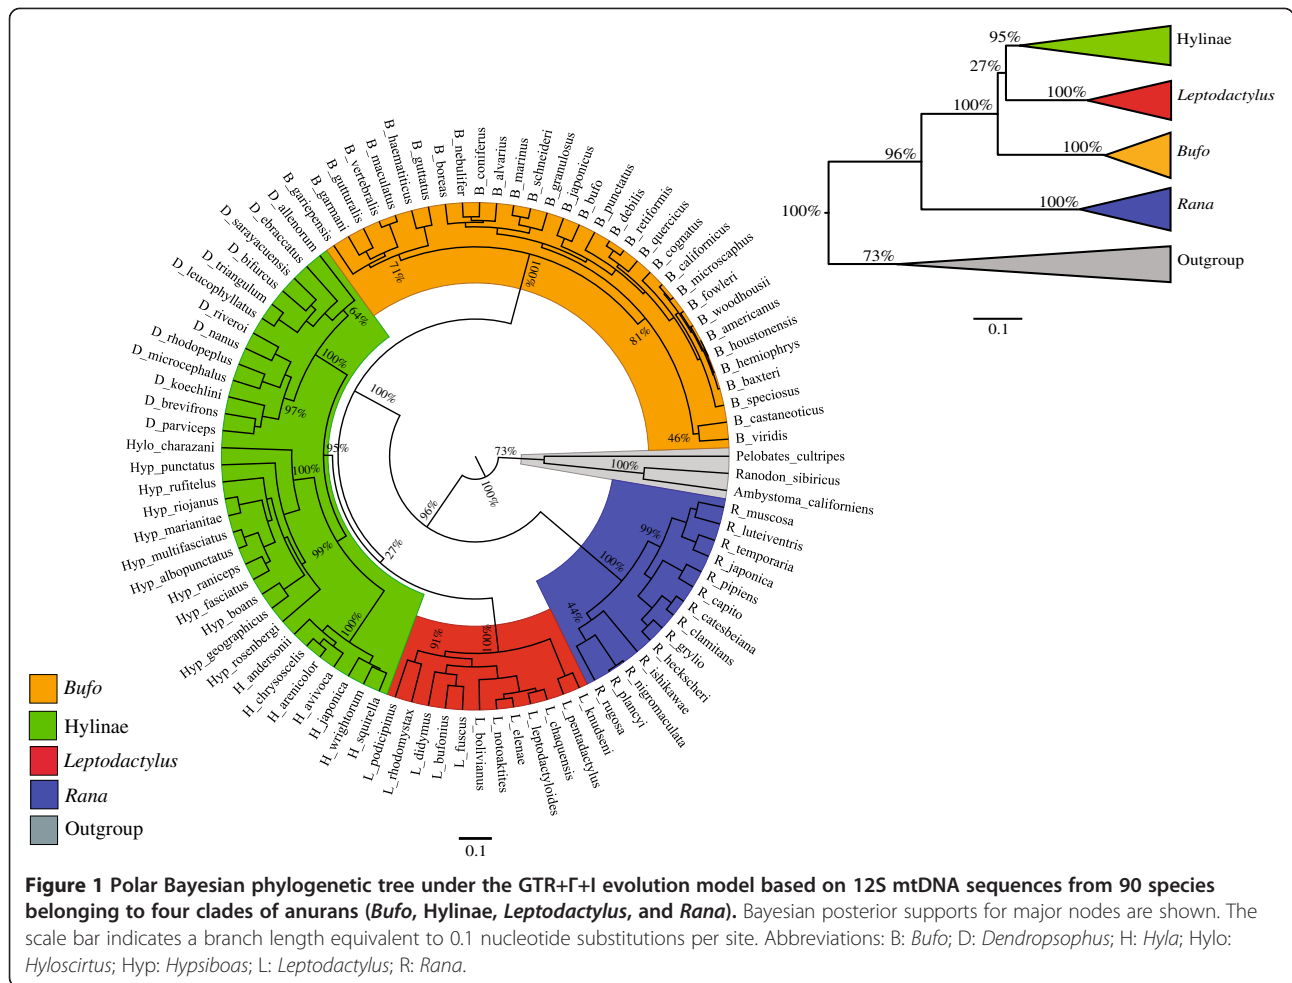 95%
Hylinae
27%
100%
Leptodactylus
100%
100%
Bufo
96%
100%
Rana
100%
73%
Outgroup
0.1
B_gariepensis
B_garmani
B_gutturalis
B_vertebralis
B_maculatus
B_haematiticus
B_guttatus
B_boreas
B_nebulifer
B_coniferus
B_alvarius
B_marinus
B_schneideri
B_granulosus
B_japonicus
B_bufo
B_punctatus
B_debilis
B_retiformis
B_quercicus
B_cognatus
B_californicus
B_microscaphus
B_fowleri
B_woodhousii
B_americanus
B_houstonensis
B_hemiophrys
B_baxteri
B_speciosus
B_castaneoticus
B_viridis
Pelobates_cultripes
Ranodon_sibiricus
Ambystoma_californiens
R_muscosa
R_luteiventris
R_temporaria
R_japonica
R_pipiens
R_capito
R_catesbeiana
R_clamitans
R_grylio
R_heckscheri
R_ishikawae
R_nigromaculata
R_plancyi
R_rugosa
L_knudseni
L_pentadactylus
L_chaquensis
L_leptodactyloides
L_elenae
L_notoaktites
L_bolivianus
L_fuscus
L_bufonius
L_didymus
L_rhodomystax
L_podicipinus
H_squirella
H_wrightorum
H_japonica
H_avivoca
H_arenicolor
H_chrysoscelis
H_andersonii
Hyp_rosenbergi
Hyp_geographicus
Hyp_boans
Hyp_fasciatus
Hyp_raniceps
Hyp_albopunctatus
Hyp_multifasciatus
Hyp_marianitae
Hyp_riojanus
Hyp_rufitelus
Hyp_punctatus
Hylo_charazani
D_parviceps
D_brevifrons
D_koechlini
D_microcephalus
D_rhodopeplus
D_nanus
D_riveroi
D_leucophyllatus
D_triangulum
D_bifurcus
D_sarayacuensis
D_ebraccatus
D_allenorum
71%
100%
81%
46%
64%
100%
97%
100%
95%
73%
100%
100%
96%
100%
99%
27%
99%
100%
44%
100%
91%
100%
Bufo
Hylinae
Leptodactylus
Rana
Outgroup
0.1
Figure 1 Polar Bayesian phylogenetic tree under the GTR+Γ+I evolution model based on 12S mtDNA sequences from 90 species
belonging to four clades of anurans (Bufo, Hylinae, Leptodactylus, and Rana). Bayesian posterior supports for major nodes are shown. The
scale bar indicates a branch length equivalent to 0.1 nucleotide substitutions per site. Abbreviations: B: Bufo; D: Dendropsophus; H: Hyla; Hylo:
Hyloscirtus; Hyp: Hypsiboas; L: Leptodactylus; R: Rana.